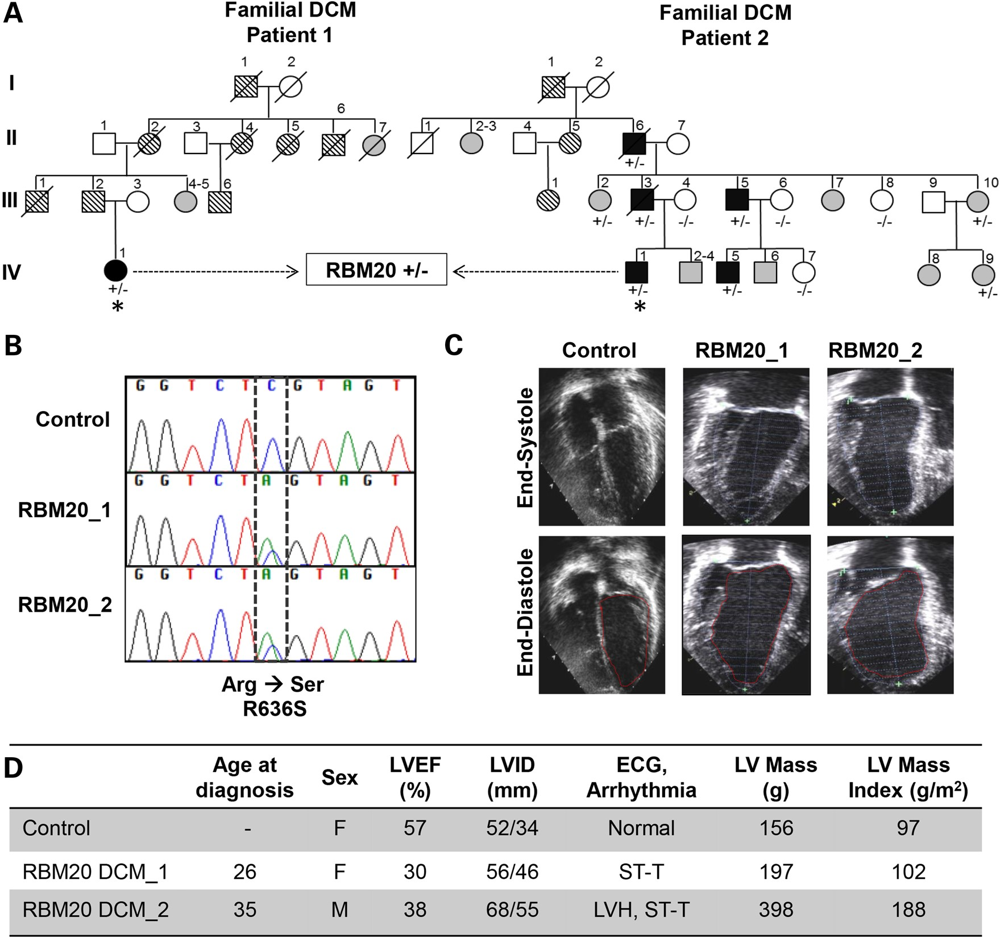 A
Familial DCM
Patient 1
Familial DCM
Patient 2
1 2 1 2
I
6
1 2 3 4 5 7 1 2-3 4 5 6 7
II
+/-
1 2 3 4-5 6 1 2 3 4 5 6 7 8 9 10
III
+/- +/- -/- +/- -/- -/- +/-
1 1 2-4 5 6 7 8 9
IV
RBM20 +/-
+/- +/- +/- -/- +/-
* *
B
G G T C T C G T A G T
Control
G G T C T A G T A G T
RBM20_1
G G T C T A G T A G T
RBM20_2
Arg → Ser
R636S
C
Control RBM20_1 RBM20_2
End-Systole
End-Diastole
D
Age at diagnosis Sex LVEF (%) LVID (mm) ECG, Arrhythmia LV Mass (g) LV Mass Index (g/m²)
Control - F 57 52/34 Normal 156 97
RBM20 DCM_1 26 F 30 56/46 ST-T 197 102
RBM20 DCM_2 35 M 38 68/55 LVH, ST-T 398 188